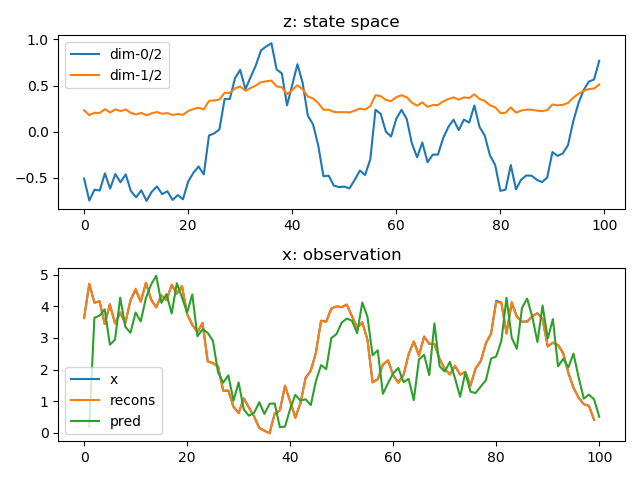 z: state space
1.0
0.5
0.0
−0.5
dim-0/2
dim-1/2
0 20 40 60 80 100
x: observation
5
4
3
2
1
0
x
recons
pred
0 20 40 60 80 100